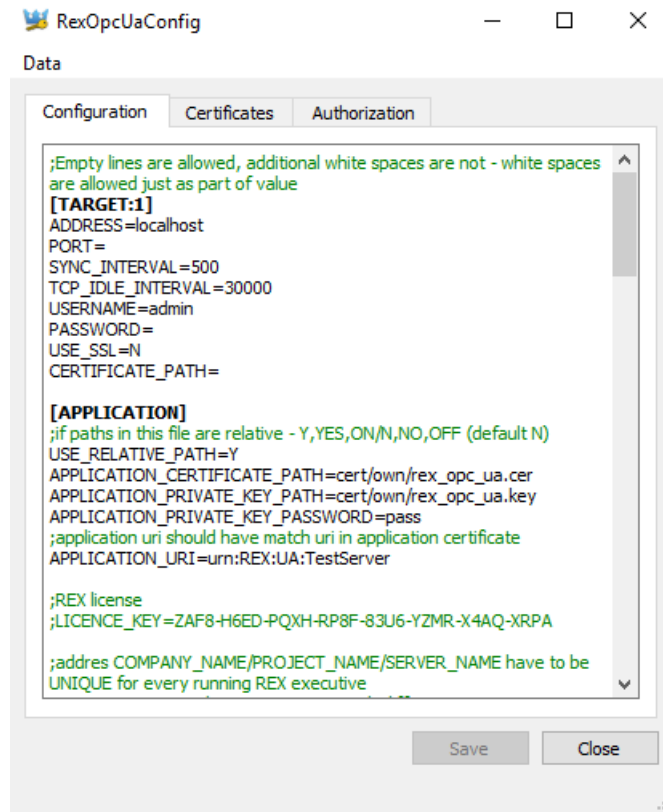 RexOpcUaConfig
Data
Configuration
Certificates
Authorization
;Empty lines are allowed, additional white spaces are not - white spaces
are allowed just as part of value
[TARGET:1]
ADDRESS=localhost
PORT=
SYNC_INTERVAL=500
TCP_IDLE_INTERVAL=30000
USERNAME=admin
PASSWORD=
USE_SSL=N
CERTIFICATE_PATH=
[APPLICATION]
;if paths in this file are relative - Y,YES,ON/N,NO,OFF (default N)
USE_RELATIVE_PATH=Y
APPLICATION_CERTIFICATE_PATH=cert/own/rex_opc_ua.cer
APPLICATION_PRIVATE_KEY_PATH=cert/own/rex_opc_ua.key
APPLICATION_PRIVATE_KEY_PASSWORD=pass
;application uri should have match uri in application certificate
APPLICATION_URI=urn:REX:UA:TestServer
;REX license
;LICENCE_KEY=ZAF8-H6ED-PQXH-RP8F-83U6-YZMR-X4AQ-XRPA
;addres COMPANY_NAME/PROJECT_NAME/SERVER_NAME have to be
UNIQUE for every running REX executive
Save
Close